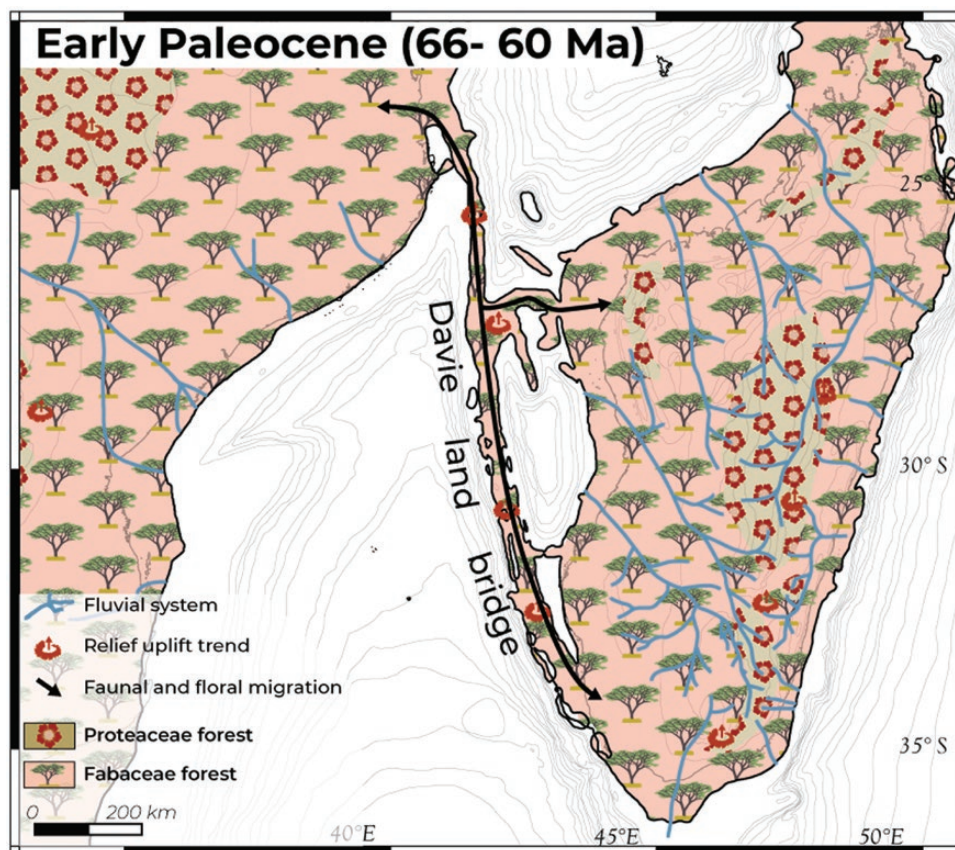 Early Paleocene (66- 60 Ma)
25°
Davie land bridge
30° S
Fluvial system
Relief uplift trend
Faunal and floral migration
Proteaceae forest
Fabaceae forest
35° S
0 200 km
40°E
45°E
50°E